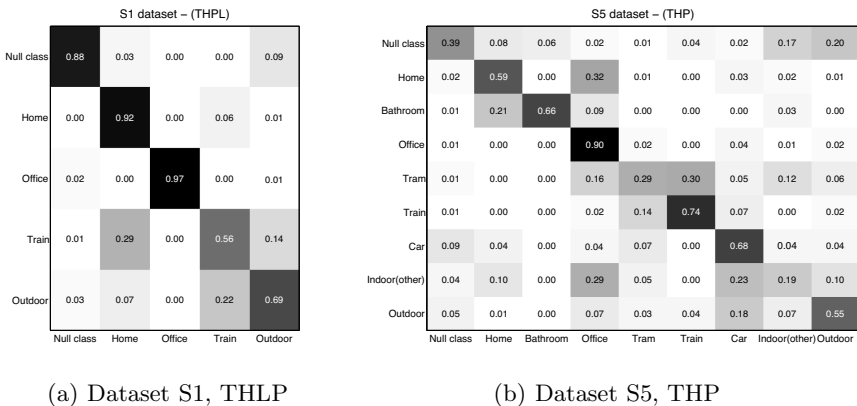 S1 dataset – (THPL)
Null class 0.88 0.03 0.00 0.00 0.09
Home 0.00 0.92 0.00 0.06 0.01
Office 0.02 0.00 0.97 0.00 0.01
Train 0.01 0.29 0.00 0.56 0.14
Outdoor 0.03 0.07 0.00 0.22 0.69
Null class Home Office Train Outdoor
(a) Dataset S1, THLP
S5 dataset – (THP)
Null class 0.39 0.08 0.06 0.02 0.01 0.04 0.02 0.17 0.20
Home 0.02 0.59 0.00 0.32 0.01 0.00 0.03 0.02 0.01
Bathroom 0.01 0.21 0.66 0.09 0.00 0.00 0.00 0.03 0.00
Office 0.01 0.00 0.00 0.90 0.02 0.00 0.04 0.01 0.02
Tram 0.01 0.00 0.00 0.16 0.29 0.30 0.05 0.12 0.06
Train 0.01 0.00 0.00 0.02 0.14 0.74 0.07 0.00 0.02
Car 0.09 0.04 0.00 0.04 0.07 0.00 0.68 0.04 0.04
Indoor(other) 0.04 0.10 0.00 0.29 0.05 0.00 0.23 0.19 0.10
Outdoor 0.05 0.01 0.00 0.07 0.03 0.04 0.18 0.07 0.55
Null class Home Bathroom Office Tram Train Car Indoor(other) Outdoor
(b) Dataset S5, THP